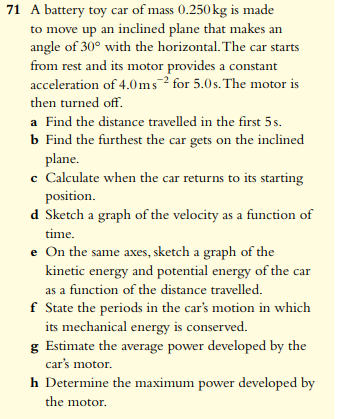 71 A battery toy car of mass 0.250 kg is made
to move up an inclined plane that makes an
angle of 30° with the horizontal. The car starts
from rest and its motor provides a constant
acceleration of 4.0 m s⁻² for 5.0 s. The motor is
then turned off.
a Find the distance travelled in the first 5 s.
b Find the furthest the car gets on the inclined
plane.
c Calculate when the car returns to its starting
position.
d Sketch a graph of the velocity as a function of
time.
e On the same axes, sketch a graph of the
kinetic energy and potential energy of the car
as a function of the distance travelled.
f State the periods in the car's motion in which
its mechanical energy is conserved.
g Estimate the average power developed by the
car's motor.
h Determine the maximum power developed by
the motor.